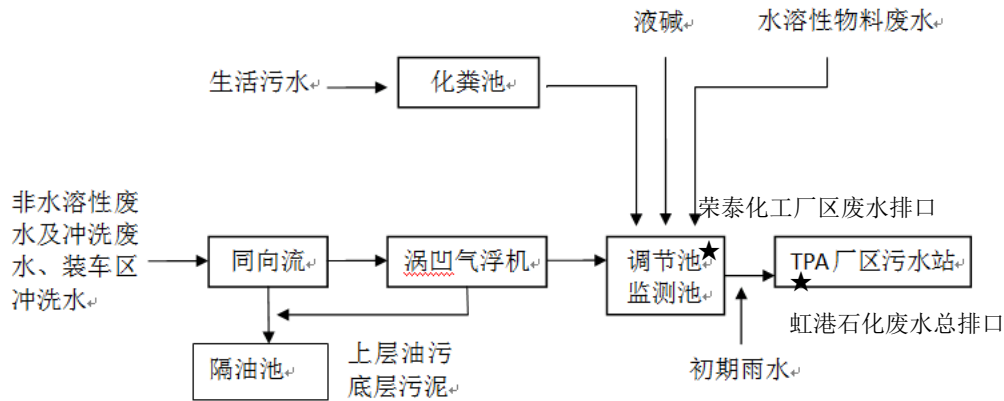 液碱
水溶性物料废水
生活污水
化粪池
非水溶性废
水及冲洗废
水、装车区
冲洗水
同向流
涡凹气浮机
荣泰化工厂区废水排口
调节池
监测池
TPA厂区污水站
虹港石化废水总排口
隔油池
上层油污
底层污泥
初期雨水